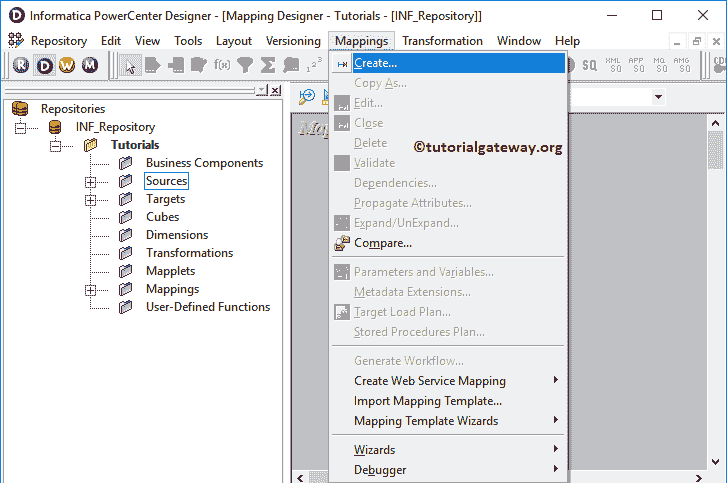 Informatica PowerCenter Designer - [Mapping Designer - Tutorials - [INF_Repository]]
Repository Edit View Tools Layout Versioning Mappings Transformation Window Help
R D W M f(x) 1 2 3 SQ XML SQ APP SQ MQ SQ AMG SQ
Repositories
INF_Repository
Tutorials
Business Components
Sources
Targets
Cubes
Dimensions
Transformations
Mapplets
Mappings
User-Defined Functions
Create...
Copy As...
Edit...
Close
Delete
Validate
Dependencies...
Propagate Attributes...
Expand/UnExpand...
Compare...
Parameters and Variables...
Metadata Extensions...
Target Load Plan...
Stored Procedures Plan...
Generate Workflow...
Create Web Service Mapping
Import Mapping Template...
Mapping Template Wizards
Wizards
Debugger
©tutorialgateway.org